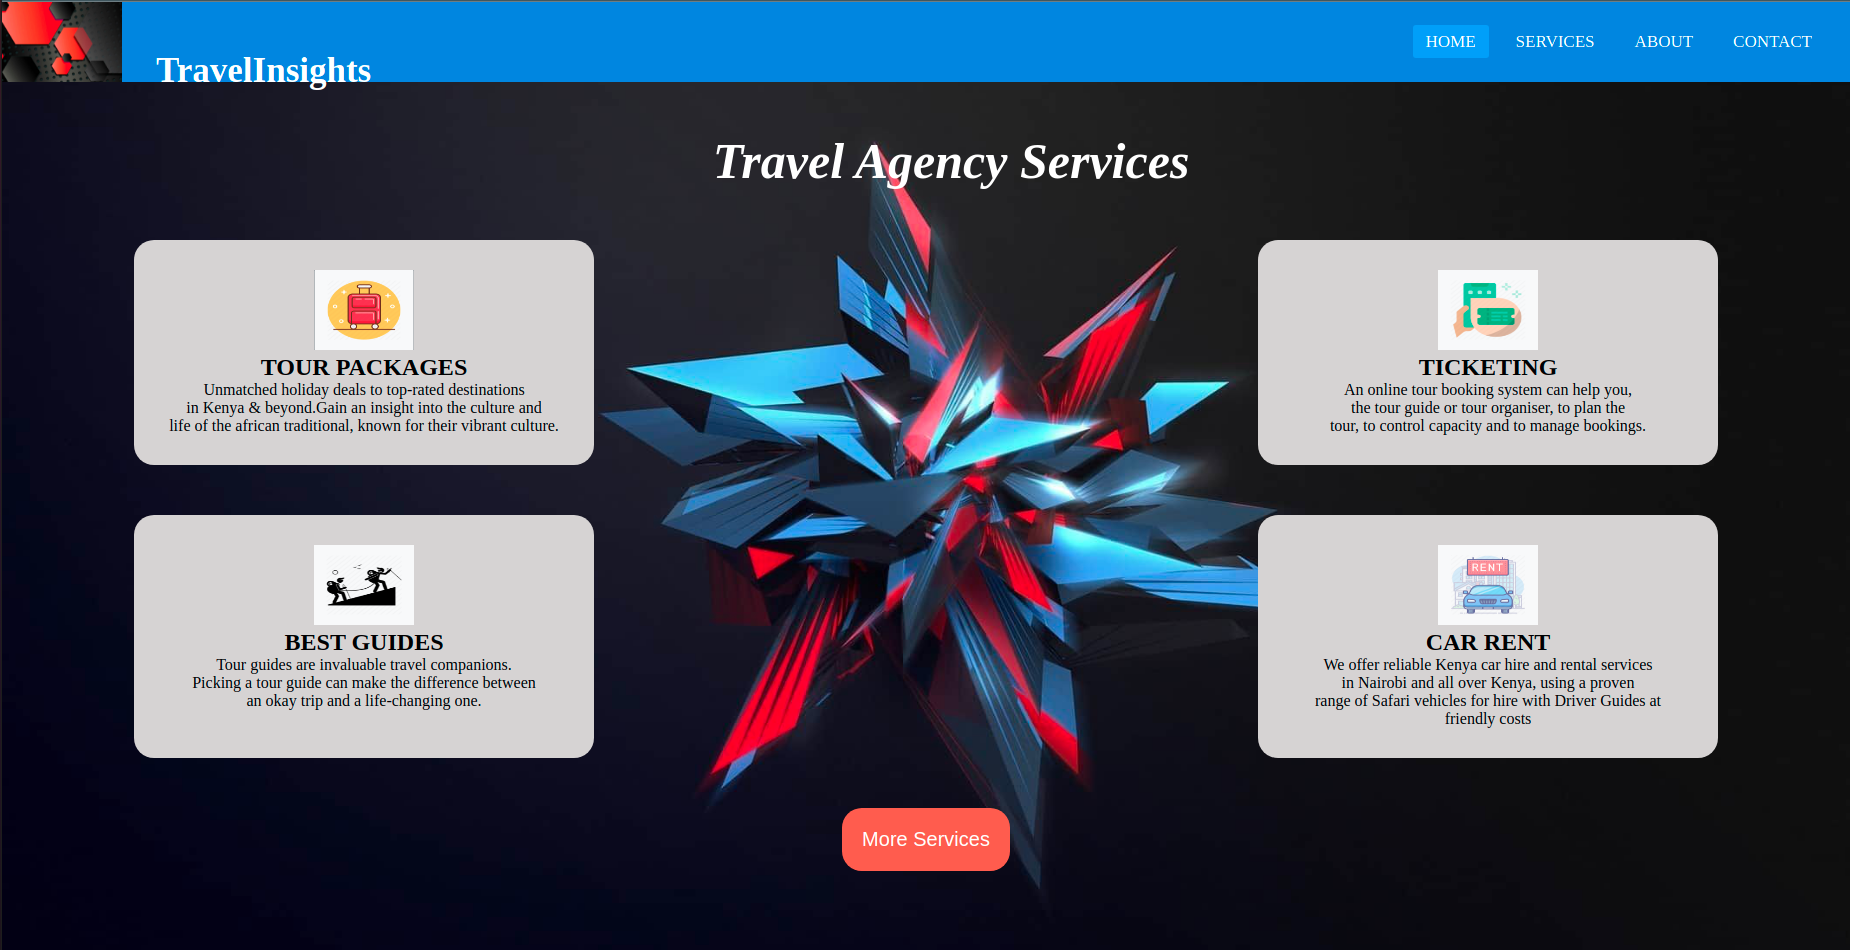 TravelInsights
HOME
SERVICES
ABOUT
CONTACT
Travel Agency Services
TOUR PACKAGES
Unmatched holiday deals to top-rated destinations
in Kenya & beyond.Gain an insight into the culture and
life of the african traditional, known for their vibrant culture.
TICKETING
An online tour booking system can help you,
the tour guide or tour organiser, to plan the
tour, to control capacity and to manage bookings.
BEST GUIDES
Tour guides are invaluable travel companions.
Picking a tour guide can make the difference between
an okay trip and a life-changing one.
RENT
CAR RENT
We offer reliable Kenya car hire and rental services
in Nairobi and all over Kenya, using a proven
range of Safari vehicles for hire with Driver Guides at
friendly costs
More Services